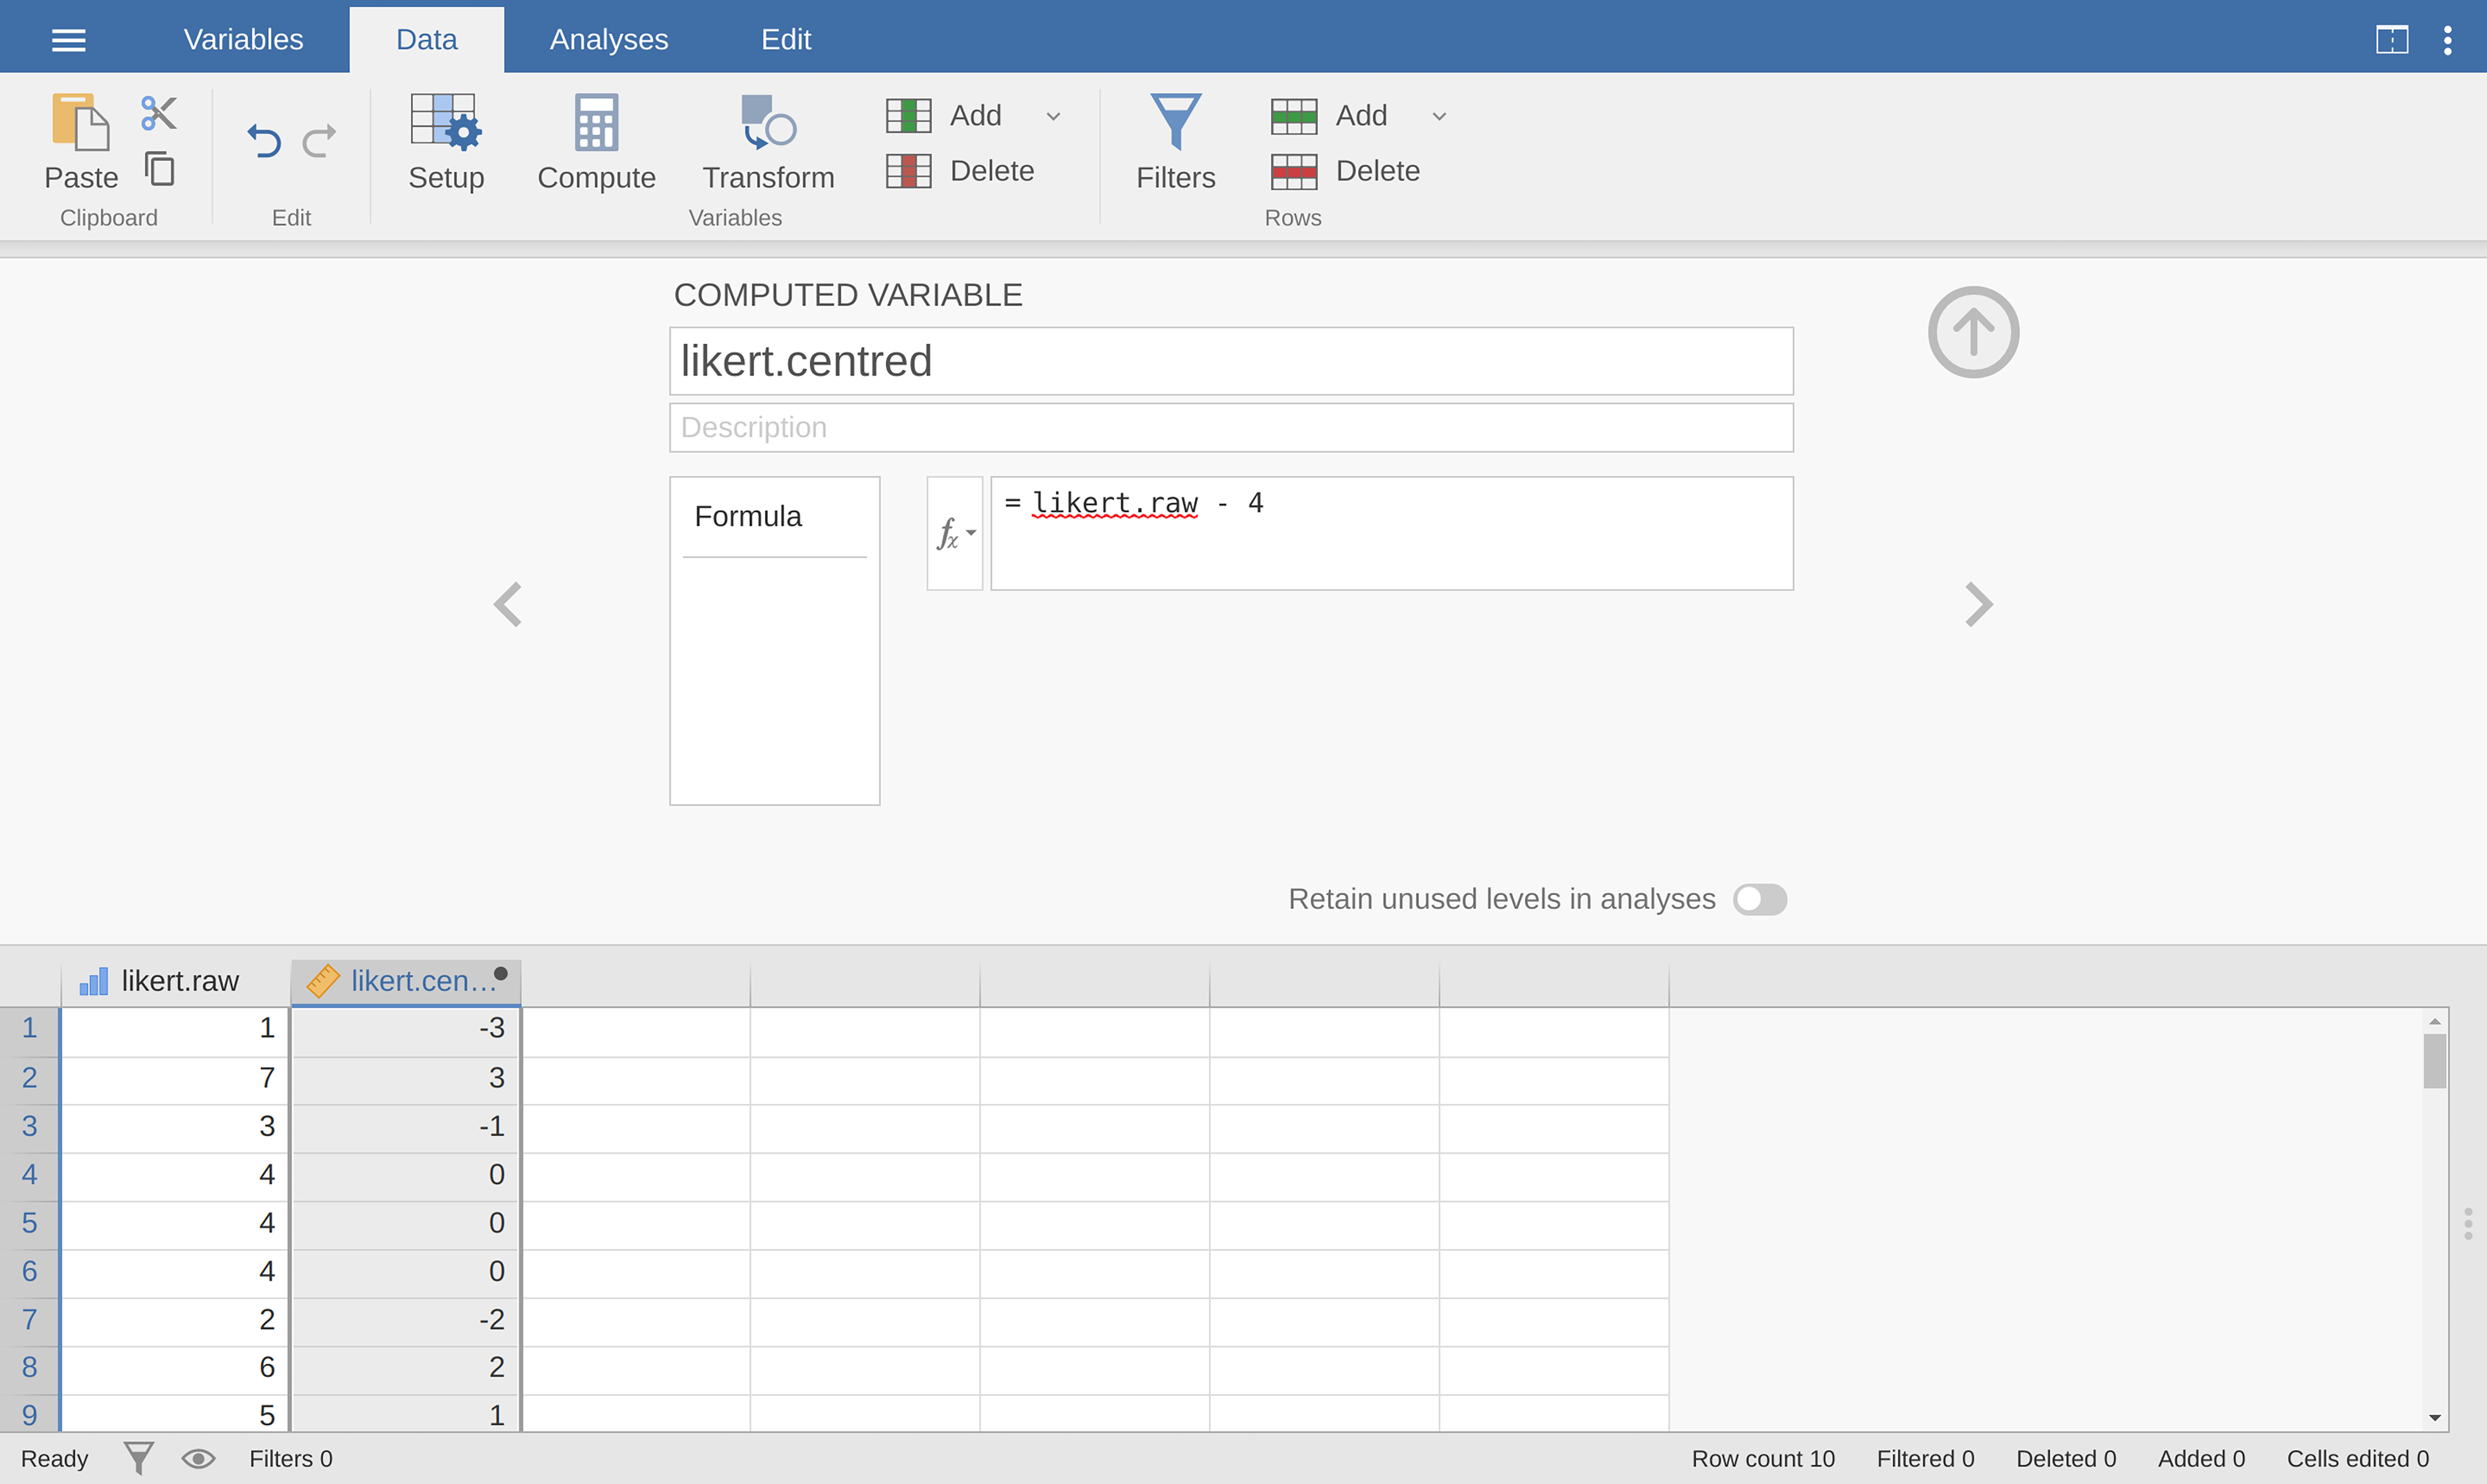 Variables Data Analyses Edit
Paste
Clipboard
Edit
Setup Compute Transform
Add
Delete
Variables
Filters
Add
Delete
Rows
COMPUTED VARIABLE
likert.centred
Description
Formula
fx
= likert.raw - 4
Retain unused levels in analyses
likert.raw likert.cen...
1 1 -3
2 7 3
3 3 -1
4 4 0
5 4 0
6 4 0
7 2 -2
8 6 2
9 5 1
Ready Filters 0 Row count 10 Filtered 0 Deleted 0 Added 0 Cells edited 0